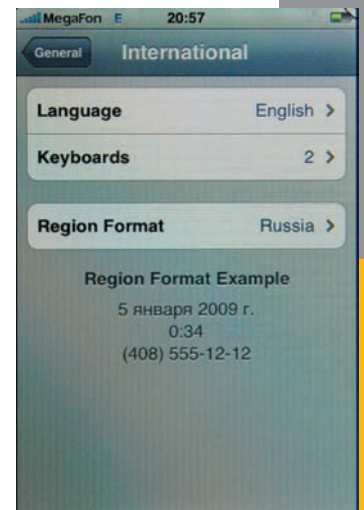 MegaFon E 20:57
General International
Language English
Keyboards 2
Region Format Russia
Region Format Example
5 января 2009 г.
0:34
(408) 555-12-12